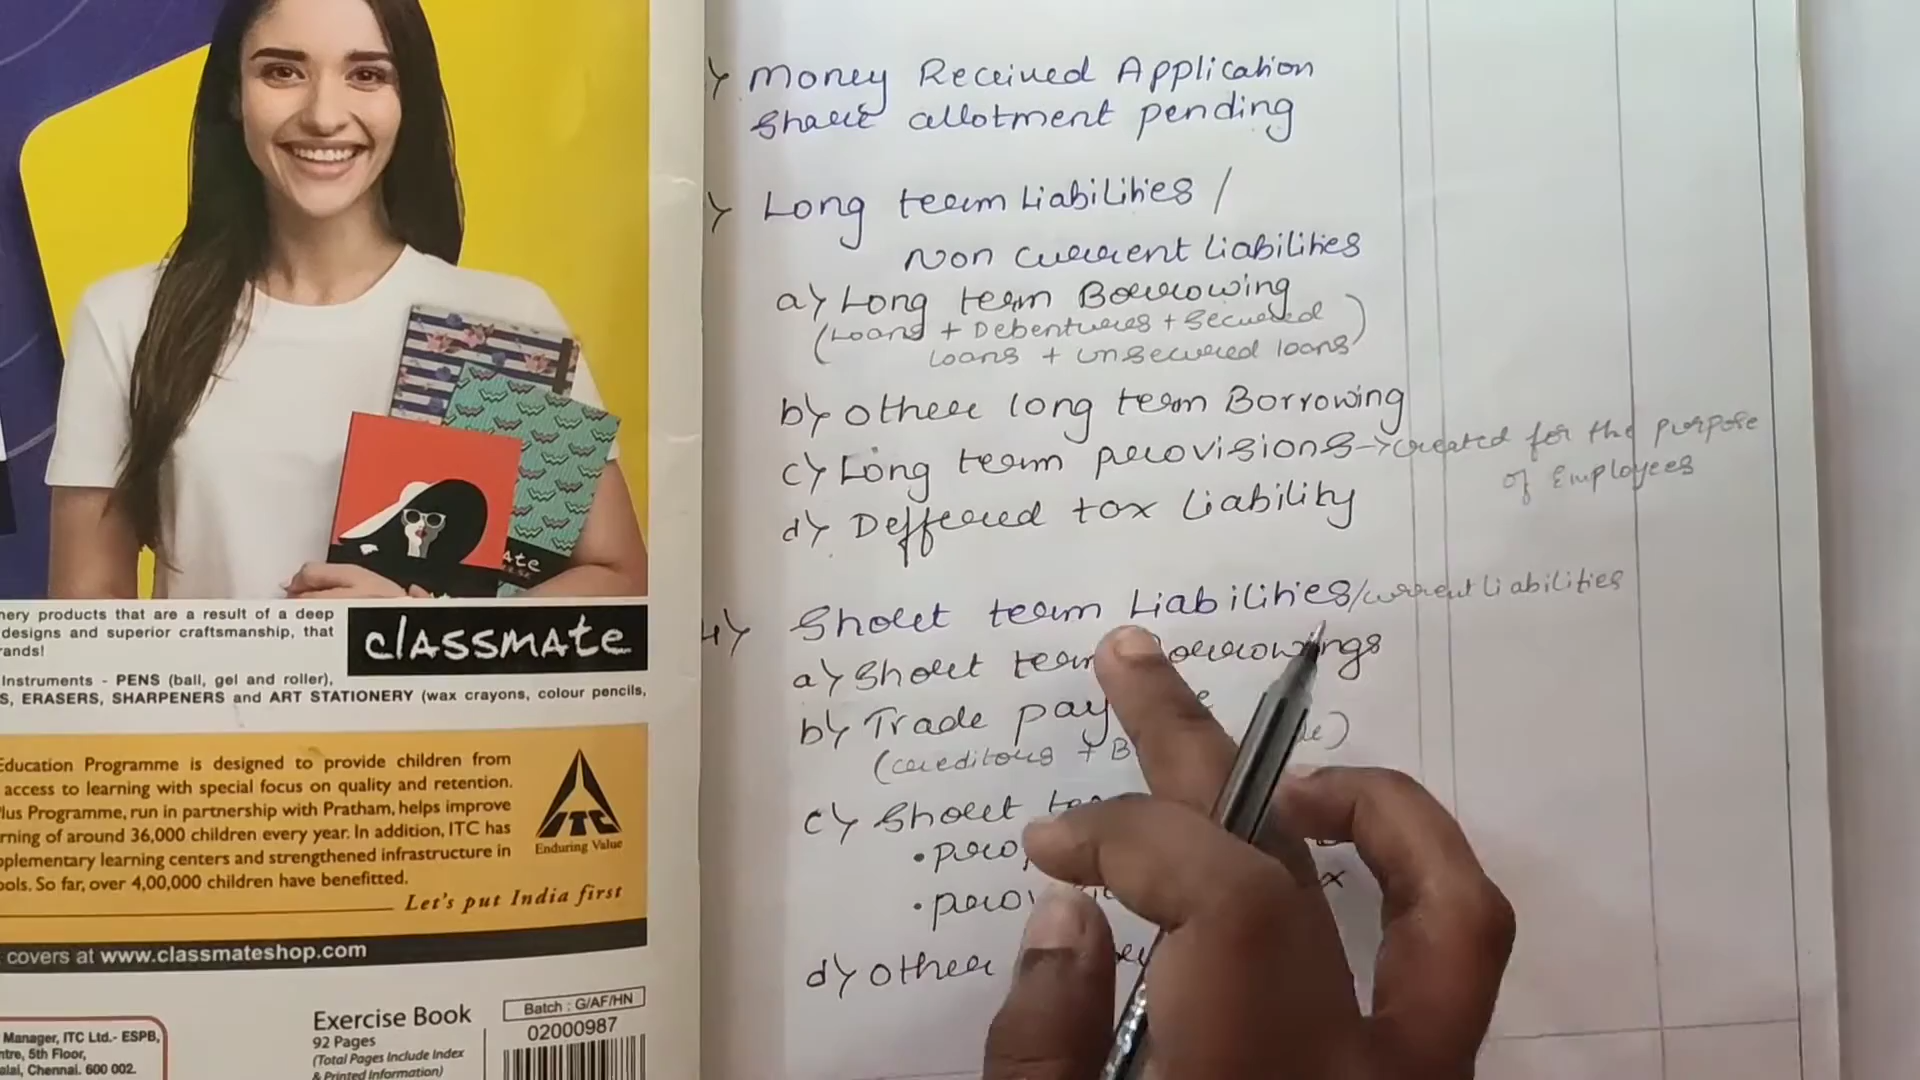 nery products that are a result of a deep
designs and superior craftsmanship, that
rands!
classmate
Instruments - PENS (ball, gel and roller),
S, ERASERS, SHARPENERS and ART STATIONERY (wax crayons, colour pencils,
Education Programme is designed to provide children from
access to learning with special focus on quality and retention.
Plus Programme, run in partnership with Pratham, helps improve
rning of around 36,000 children every year. In addition, ITC has
pplementary learning centers and strengthened infrastructure in
ools. So far, over 4,00,000 children have benefitted.
Let's put India first
ITC
Enduring Value
covers at www.classmateshop.com
Manager, ITC Ltd.- ESPB,
ntre, 5th Floor,
alai, Chennai. 600 002.
Exercise Book
92 Pages
(Total Pages Include Index
& Printed Information)
Batch : G/AF/HN
02000987
Money Received Application
Share allotment pending
Long term Liabilities /
Non current Liabilities
a) Long term Borrowing
(Loans + Debentures + Secured
Loans + unsecured loans)
b) other long term Borrowing
c) Long term provisions → created for the purpose
of Employees
d) Deffered tax Liability
4) Short term Liabilities / current Liabilities
a) Short term Borrowings
b) Trade pay
(creditors + B
c) Short te
d) other